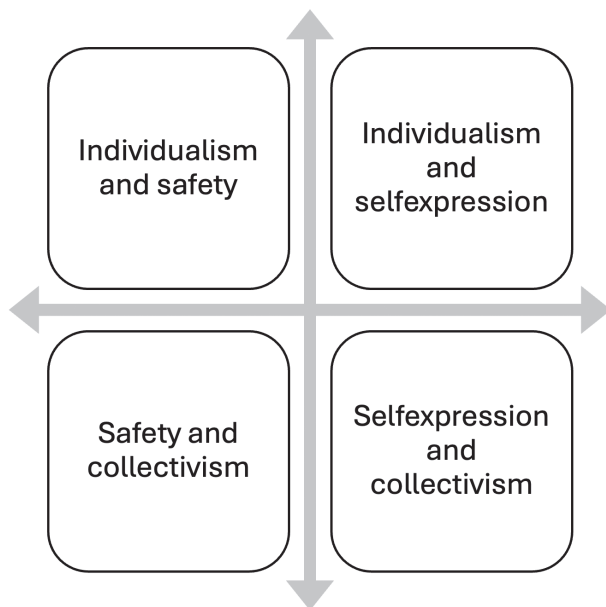 Individualism
and safety
Individualism
and
selfexpression
Safety and
collectivism
Selfexpression
and
collectivism